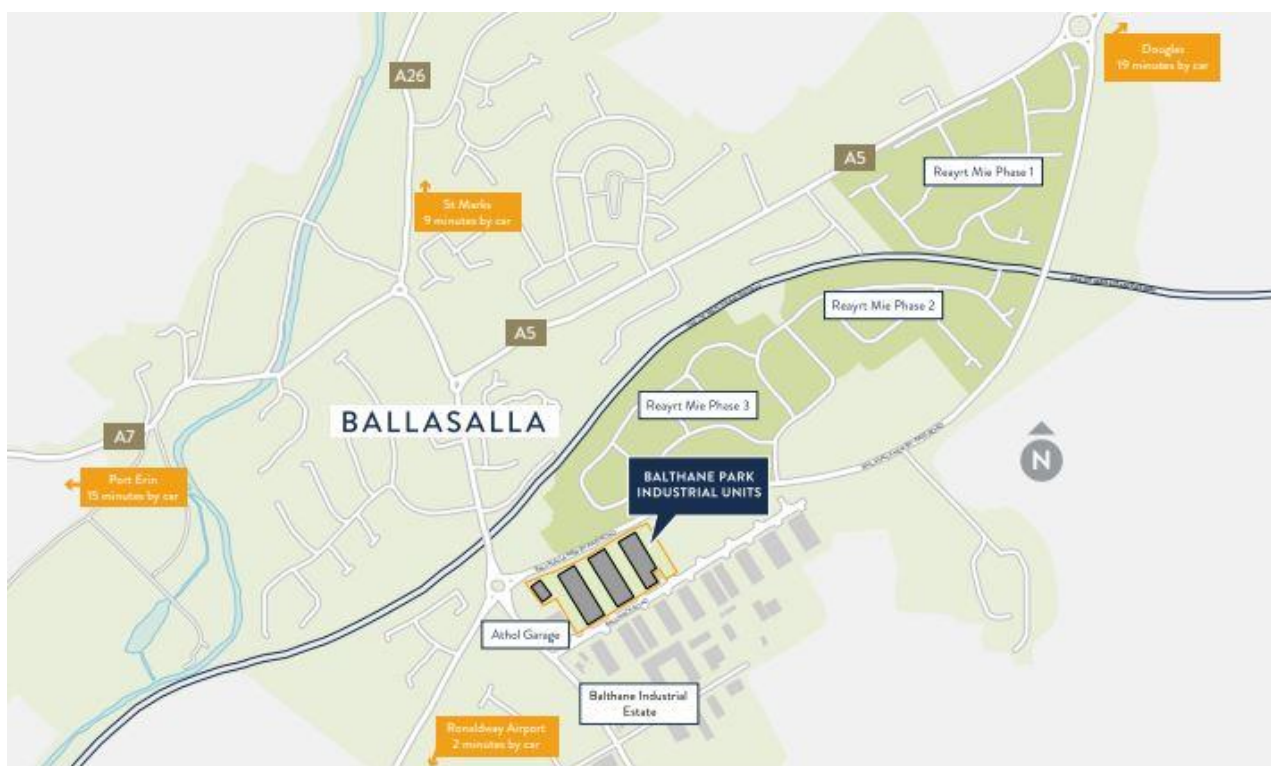 Douglas
19 minutes by car
A26
A5
Reayrt Mie Phase 1
St Marks
9 minutes by car
Reayrt Mie Phase 2
A5
Reayrt Mie Phase 3
BALLASALLA
A7
Port Erin
15 minutes by car
N
BALTHANE PARK
INDUSTRIAL UNITS
Athol Garage
Balthane Industrial
Estate
Ronaldway Airport
2 minutes by car